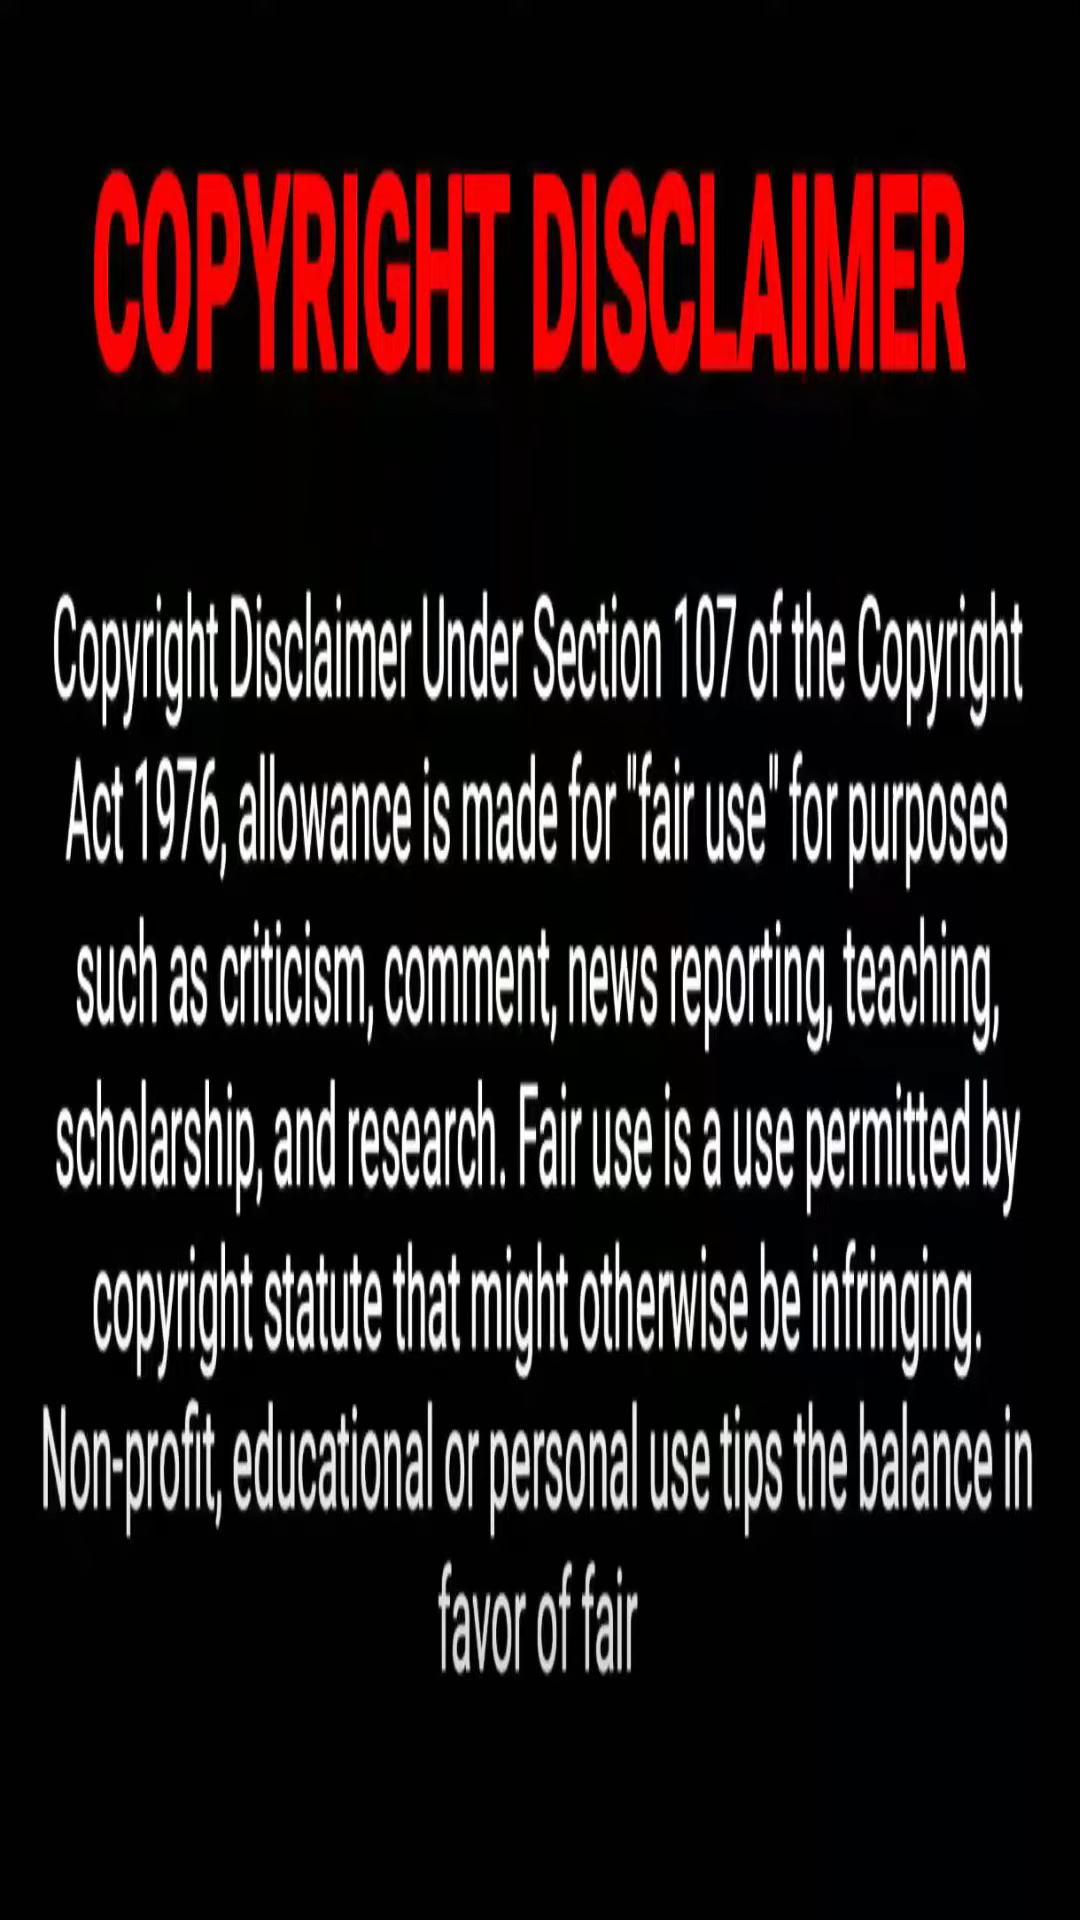 COPYRIGHT DISCLAIMER
Copyright Disclaimer Under Section 107 of the Copyright
Act 1976, allowance is made for "fair use" for purposes
such as criticism, comment, news reporting, teaching,
scholarship, and research. Fair use is a use permitted by
copyright statute that might otherwise be infringing.
Non-profit, educational or personal use tips the balance in
favor of fair